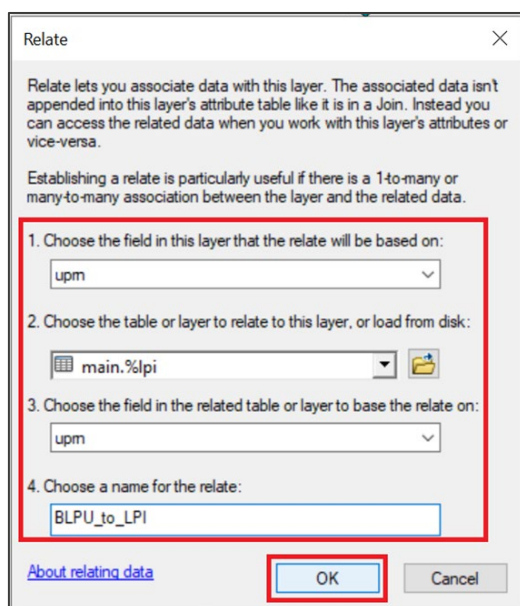 Relate
Relate lets you associate data with this layer. The associated data isn't
appended into this layer's attribute table like it is in a Join. Instead you
can access the related data when you work with this layer's attributes or
vice-versa.
Establishing a relate is particularly useful if there is a 1-to-many or
many-to-many association between the layer and the related data.
1. Choose the field in this layer that the relate will be based on:
uprn
2. Choose the table or layer to relate to this layer, or load from disk:
main.%lpi
3. Choose the field in the related table or layer to base the relate on:
uprn
4. Choose a name for the relate:
BLPU_to_LPI
About relating data
OK
Cancel